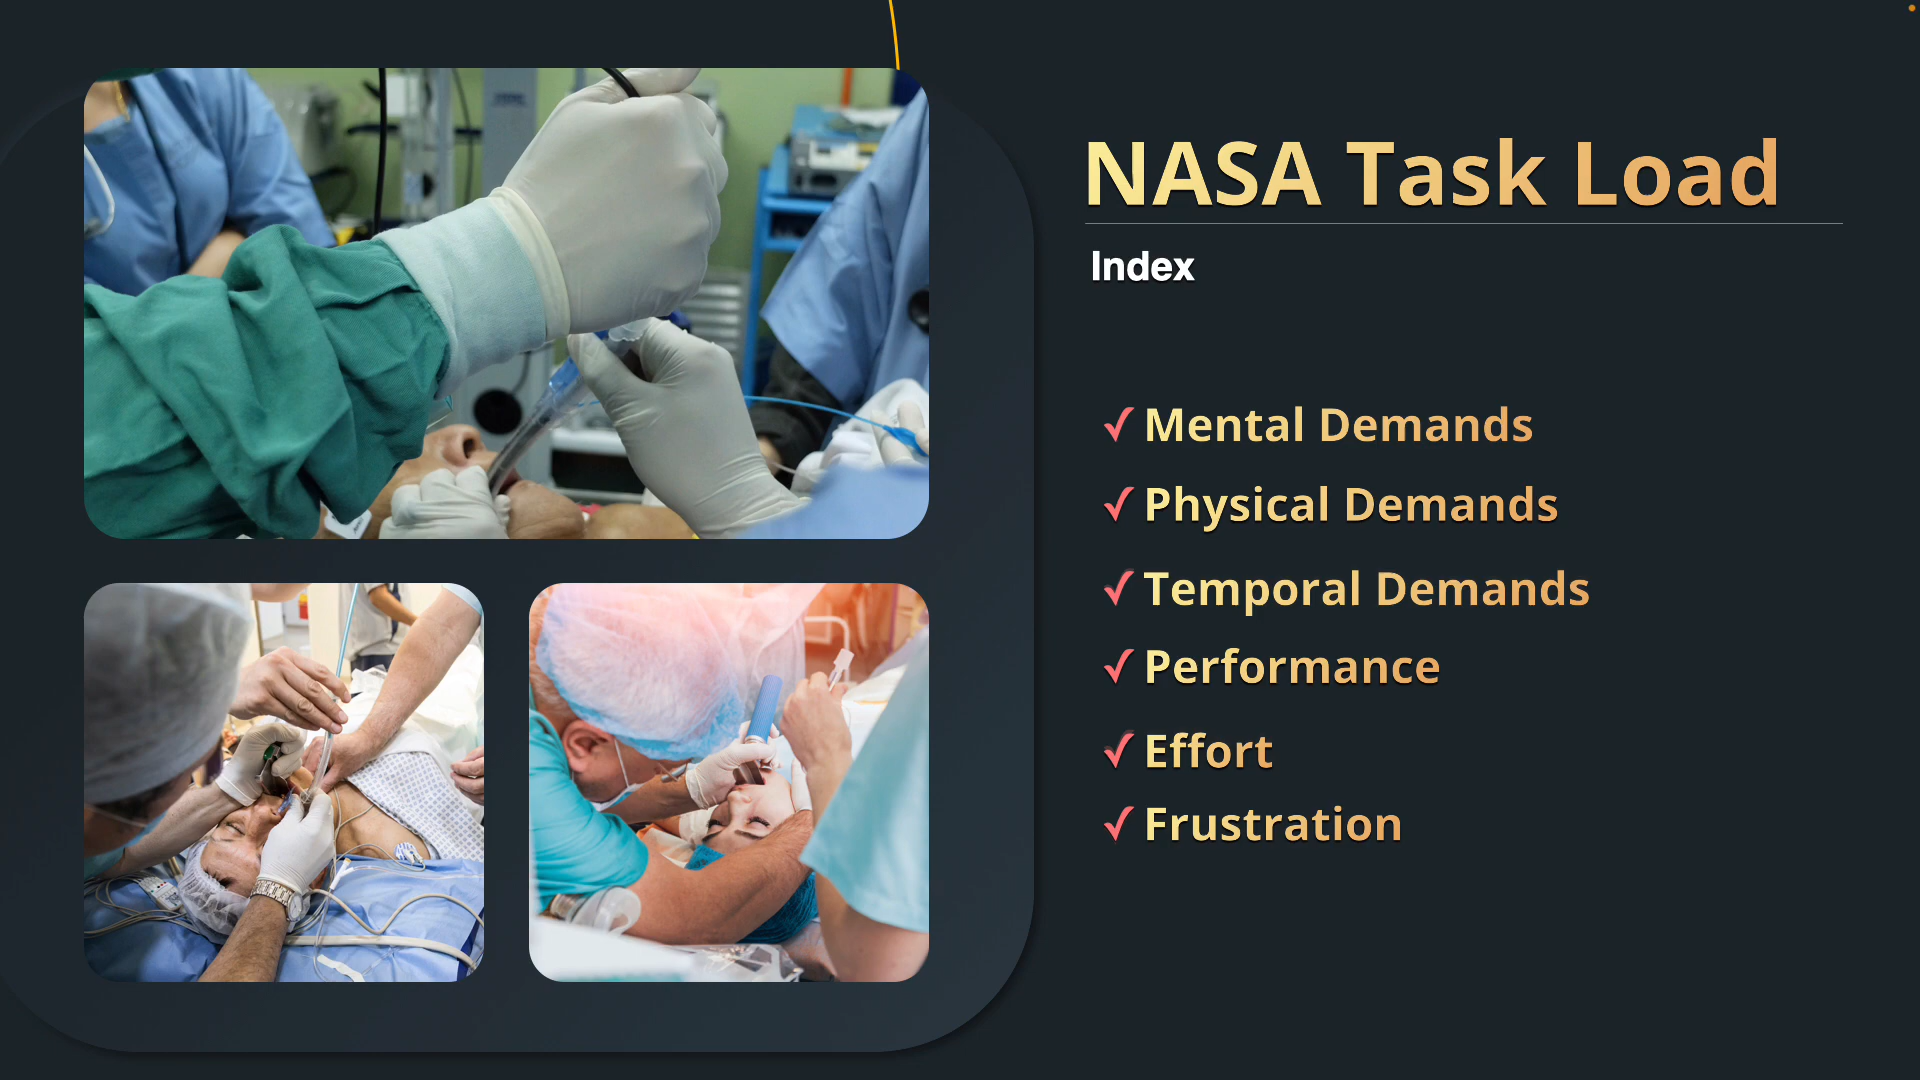 NASA Task Load
Index
Mental Demands
Physical Demands
Temporal Demands
Performance
Effort
Frustration